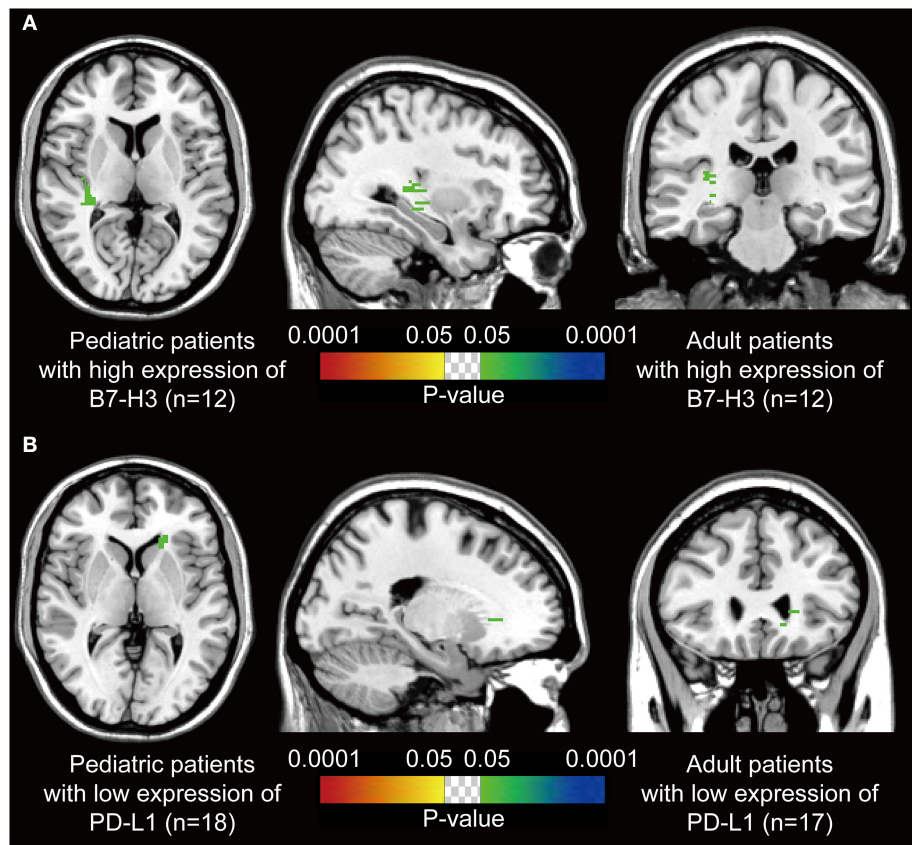 A
Pediatric patients
with high expression of
B7-H3 (n=12)
0.0001 0.05 0.05 0.0001
P-value
Adult patients
with high expression of
B7-H3 (n=12)
B
Pediatric patients
with low expression of
PD-L1 (n=18)
0.0001 0.05 0.05 0.0001
P-value
Adult patients
with low expression of
PD-L1 (n=17)